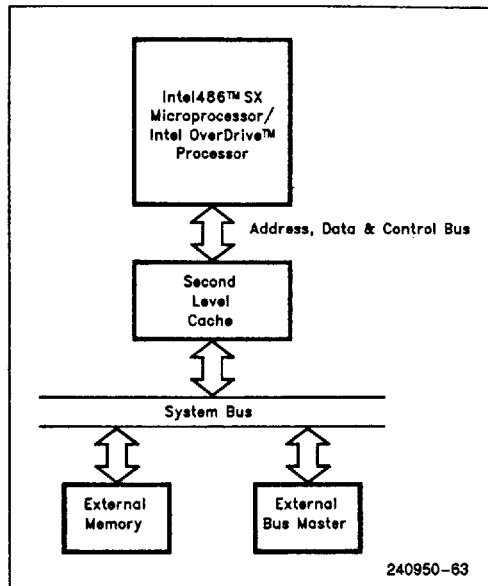 Intel486™ SX
Microprocessor/
Intel OverDrive™
Processor
Address, Data & Control Bus
Second
Level
Cache
System Bus
External
Memory
External
Bus Master
240950-63